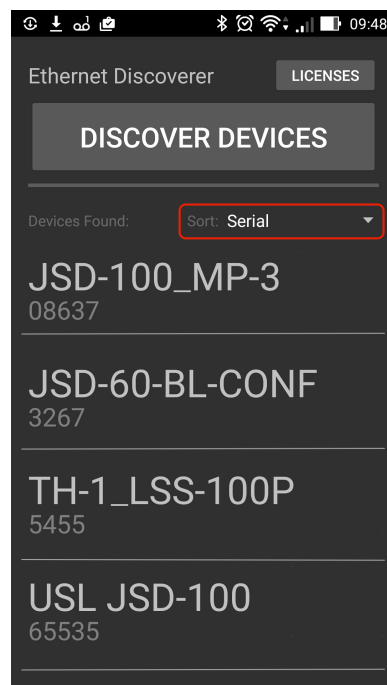 09:48
Ethernet Discoverer
LICENSES
DISCOVER DEVICES
Devices Found:
Sort: Serial
JSD-100_MP-3
08637
JSD-60-BL-CONF
3267
TH-1_LSS-100P
5455
USL JSD-100
65535